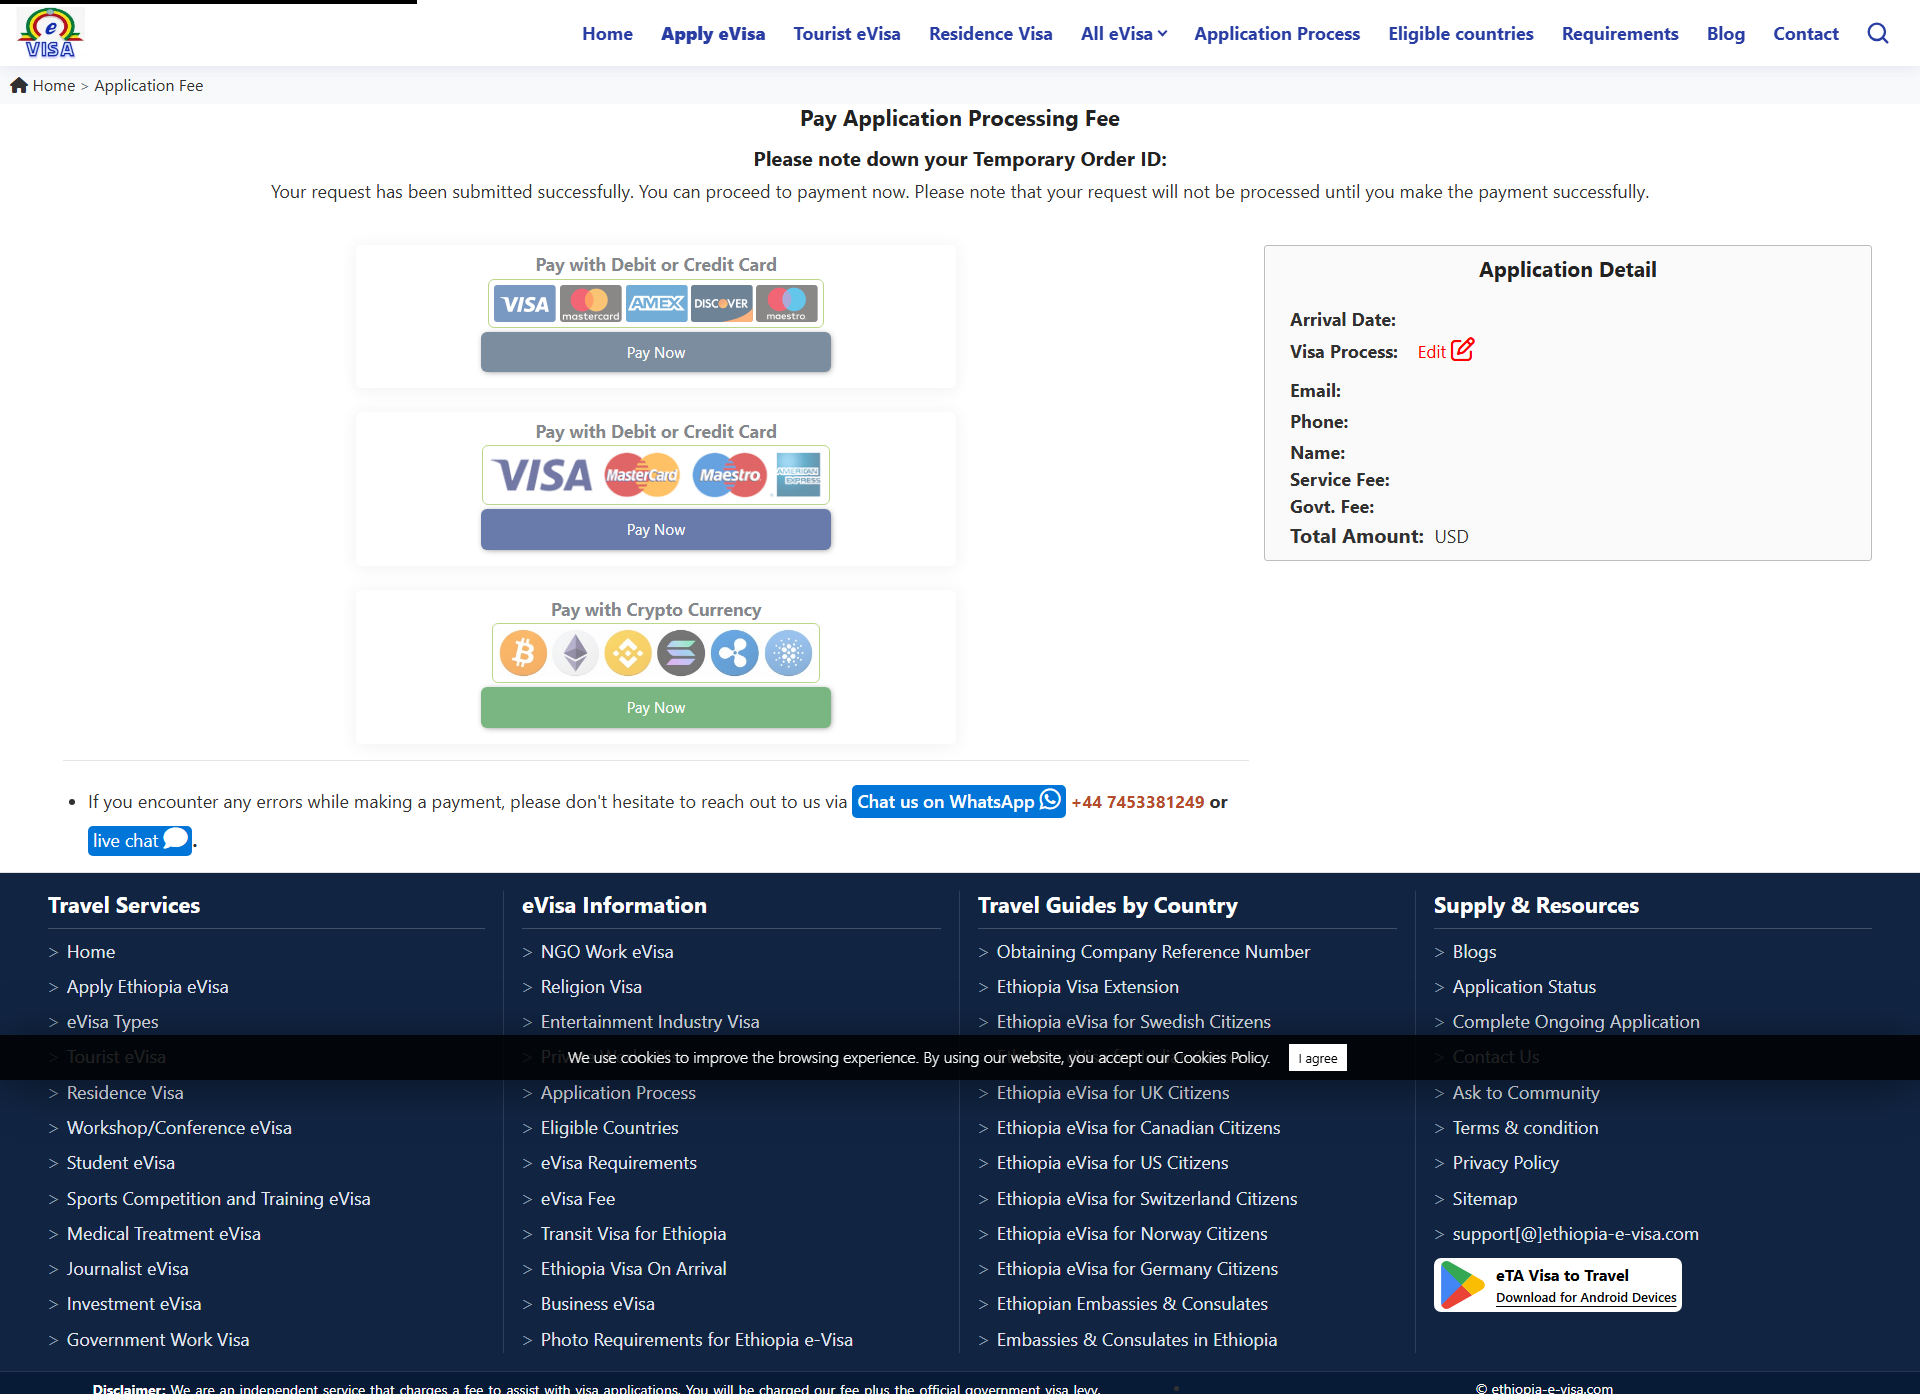 e
VISA
Home
Apply eVisa
Tourist eVisa
Residence Visa
All eVisa
Application Process
Eligible countries
Requirements
Blog
Contact
Home > Application Fee
Pay Application Processing Fee
Please note down your Temporary Order ID:
Your request has been submitted successfully. You can proceed to payment now. Please note that your request will not be processed until you make the payment successfully.
Pay with Debit or Credit Card
VISA mastercard AMEX DISCOVER maestro
Pay Now
Pay with Debit or Credit Card
VISA MasterCard Maestro AMERICAN EXPRESS
Pay Now
Pay with Crypto Currency
Pay Now
Application Detail
Arrival Date:
Visa Process: Edit
Email:
Phone:
Name:
Service Fee:
Govt. Fee:
Total Amount: USD
• If you encounter any errors while making a payment, please don't hesitate to reach out to us via Chat us on WhatsApp +44 7453381249 or
live chat .
Travel Services
> Home
> Apply Ethiopia eVisa
> eVisa Types
> Tourist eVisa
> Residence Visa
> Workshop/Conference eVisa
> Student eVisa
> Sports Competition and Training eVisa
> Medical Treatment eVisa
> Journalist eVisa
> Investment eVisa
> Government Work Visa
eVisa Information
> NGO Work eVisa
> Religion Visa
> Entertainment Industry Visa
> Application Process
> Eligible Countries
> eVisa Requirements
> eVisa Fee
> Transit Visa for Ethiopia
> Ethiopia Visa On Arrival
> Business eVisa
> Photo Requirements for Ethiopia e-Visa
Travel Guides by Country
> Obtaining Company Reference Number
> Ethiopia Visa Extension
> Ethiopia eVisa for Swedish Citizens
> Ethiopia eVisa for UK Citizens
> Ethiopia eVisa for Canadian Citizens
> Ethiopia eVisa for US Citizens
> Ethiopia eVisa for Switzerland Citizens
> Ethiopia eVisa for Norway Citizens
> Ethiopia eVisa for Germany Citizens
> Ethiopian Embassies & Consulates
> Embassies & Consulates in Ethiopia
Supply & Resources
> Blogs
> Application Status
> Complete Ongoing Application
> Contact Us
> Ask to Community
> Terms & condition
> Privacy Policy
> Sitemap
> support[@]ethiopia-e-visa.com
eTA Visa to Travel
Download for Android Devices
We use cookies to improve the browsing experience. By using our website, you accept our Cookies Policy. I agree
Disclaimer: We are an independent service that charges a fee to assist with visa applications. You will be charged our fee plus the official government visa levy.
© ethiopia-e-visa.com